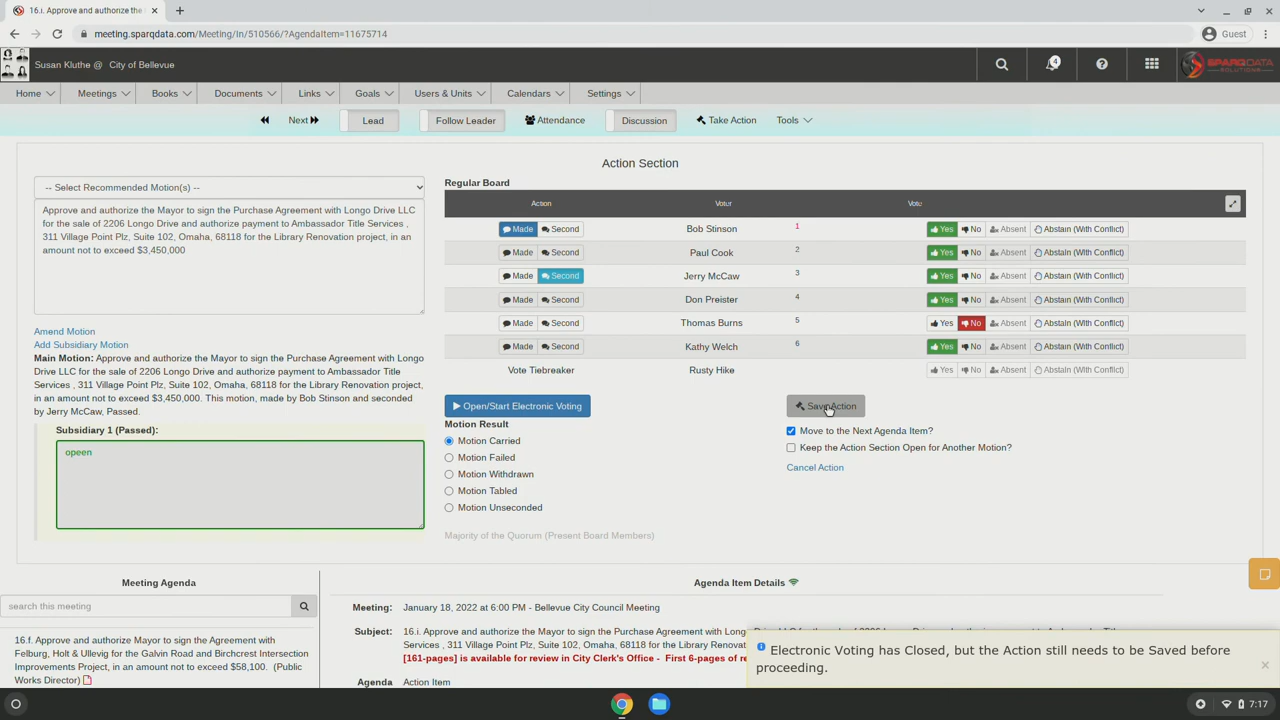 16.i. Approve and authorize the
meeting.sparqdata.com/Meeting/In/510566/?AgendaItem=11675714
Guest
Susan Kluthe @ City of Bellevue
4
SPARQDATA
SOLUTIONS
Home Meetings Books Documents Links Goals Users & Units Calendars Settings
Next Lead Follow Leader Attendance Discussion Take Action Tools
Action Section
-- Select Recommended Motion(s) --
Approve and authorize the Mayor to sign the Purchase Agreement with Longo Drive LLC
for the sale of 2206 Longo Drive and authorize payment to Ambassador Title Services ,
311 Village Point Plz, Suite 102, Omaha, 68118 for the Library Renovation project, in an
amount not to exceed $3,450,000
Amend Motion
Add Subsidiary Motion
Main Motion: Approve and authorize the Mayor to sign the Purchase Agreement with Longo
Drive LLC for the sale of 2206 Longo Drive and authorize payment to Ambassador Title
Services , 311 Village Point Plz, Suite 102, Omaha, 68118 for the Library Renovation project,
in an amount not to exceed $3,450,000. This motion, made by Bob Stinson and seconded
by Jerry McCaw, Passed.
Subsidiary 1 (Passed):
opeen
Regular Board
Action Voter Vote
Made Second Bob Stinson 1 Yes No Absent Abstain (With Conflict)
Made Second Paul Cook 2 Yes No Absent Abstain (With Conflict)
Made Second Jerry McCaw 3 Yes No Absent Abstain (With Conflict)
Made Second Don Preister 4 Yes No Absent Abstain (With Conflict)
Made Second Thomas Burns 5 Yes No Absent Abstain (With Conflict)
Made Second Kathy Welch 6 Yes No Absent Abstain (With Conflict)
Vote Tiebreaker Rusty Hike Yes No Absent Abstain (With Conflict)
Open/Start Electronic Voting
Motion Result
Motion Carried
Motion Failed
Motion Withdrawn
Motion Tabled
Motion Unseconded
Majority of the Quorum (Present Board Members)
Save Action
Move to the Next Agenda Item?
Keep the Action Section Open for Another Motion?
Cancel Action
Meeting Agenda
search this meeting
16.f. Approve and authorize Mayor to sign the Agreement with
Felburg, Holt & Ullevig for the Galvin Road and Birchcrest Intersection
Improvements Project, in an amount not to exceed $58,100. (Public
Works Director)
Agenda Item Details
Meeting: January 18, 2022 at 6:00 PM - Bellevue City Council Meeting
Subject: 16.i. Approve and authorize the Mayor to sign the Purchase Agreement with Longo
Services , 311 Village Point Plz, Suite 102, Omaha, 68118 for the Library Renova
[161-pages] is available for review in City Clerk's Office - First 6-pages of re
Agenda Action Item
Electronic Voting has Closed, but the Action still needs to be Saved before
proceeding.
7:17